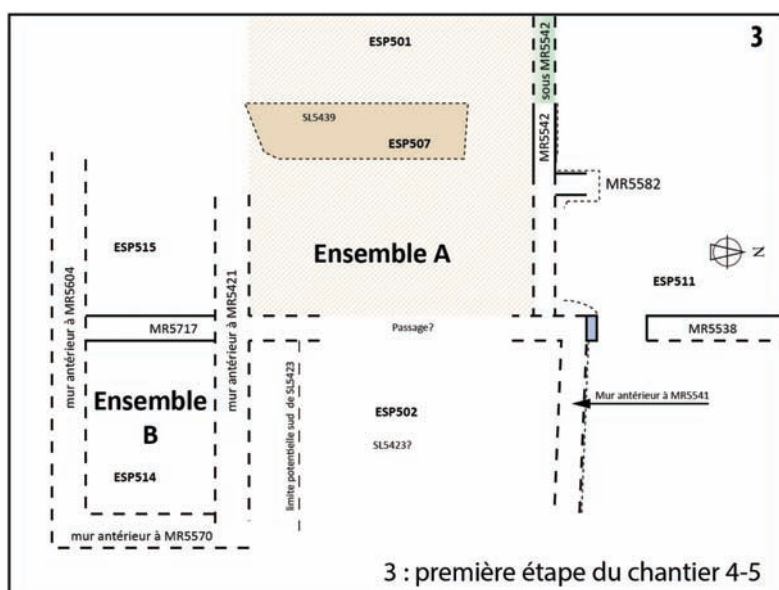 3
ESP501
sous MR5542
SL5439
ESP507
MR5542
MR5582
ESP515
Ensemble A
N
ESP511
mur antérieur à MR5604
mur antérieur à MR5421
MR5717
Passage?
MR5538
Ensemble
B
limite potentielle sud de SL5423
ESP502
Mur antérieur à MR5541
SL5423?
ESP514
mur antérieur à MR5570
3 : première étape du chantier 4-5